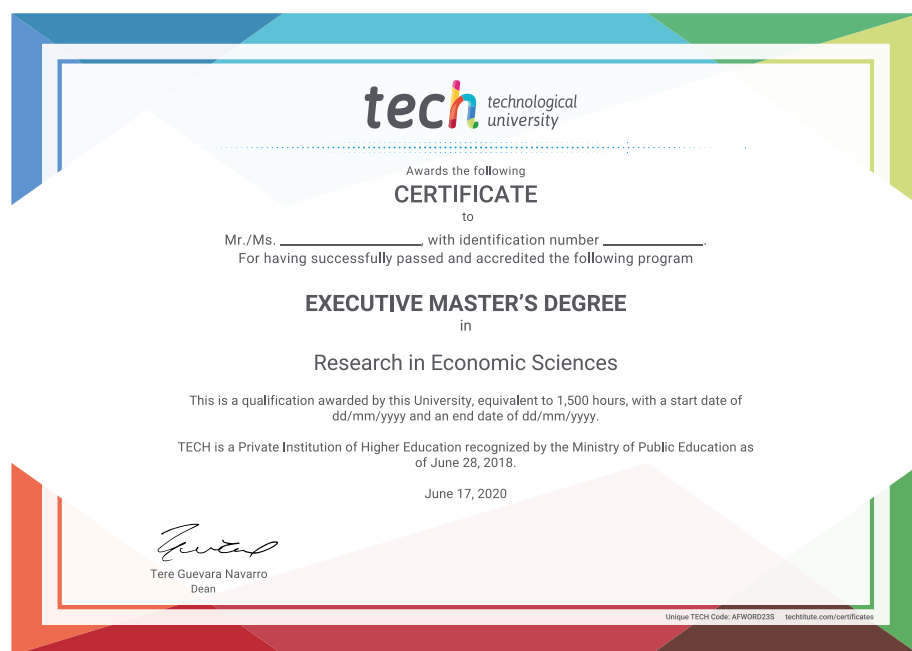 tech technological
university
Awards the following
CERTIFICATE
to
Mr./Ms. ____________________, with identification number ______________.
For having successfully passed and accredited the following program
EXECUTIVE MASTER'S DEGREE
in
Research in Economic Sciences
This is a qualification awarded by this University, equivalent to 1,500 hours, with a start date of
dd/mm/yyyy and an end date of dd/mm/yyyy.
TECH is a Private Institution of Higher Education recognized by the Ministry of Public Education as
of June 28, 2018.
June 17, 2020
Tere Guevara Navarro
Dean
Unique TECH Code: AFWORD23S techtitute.com/certificates